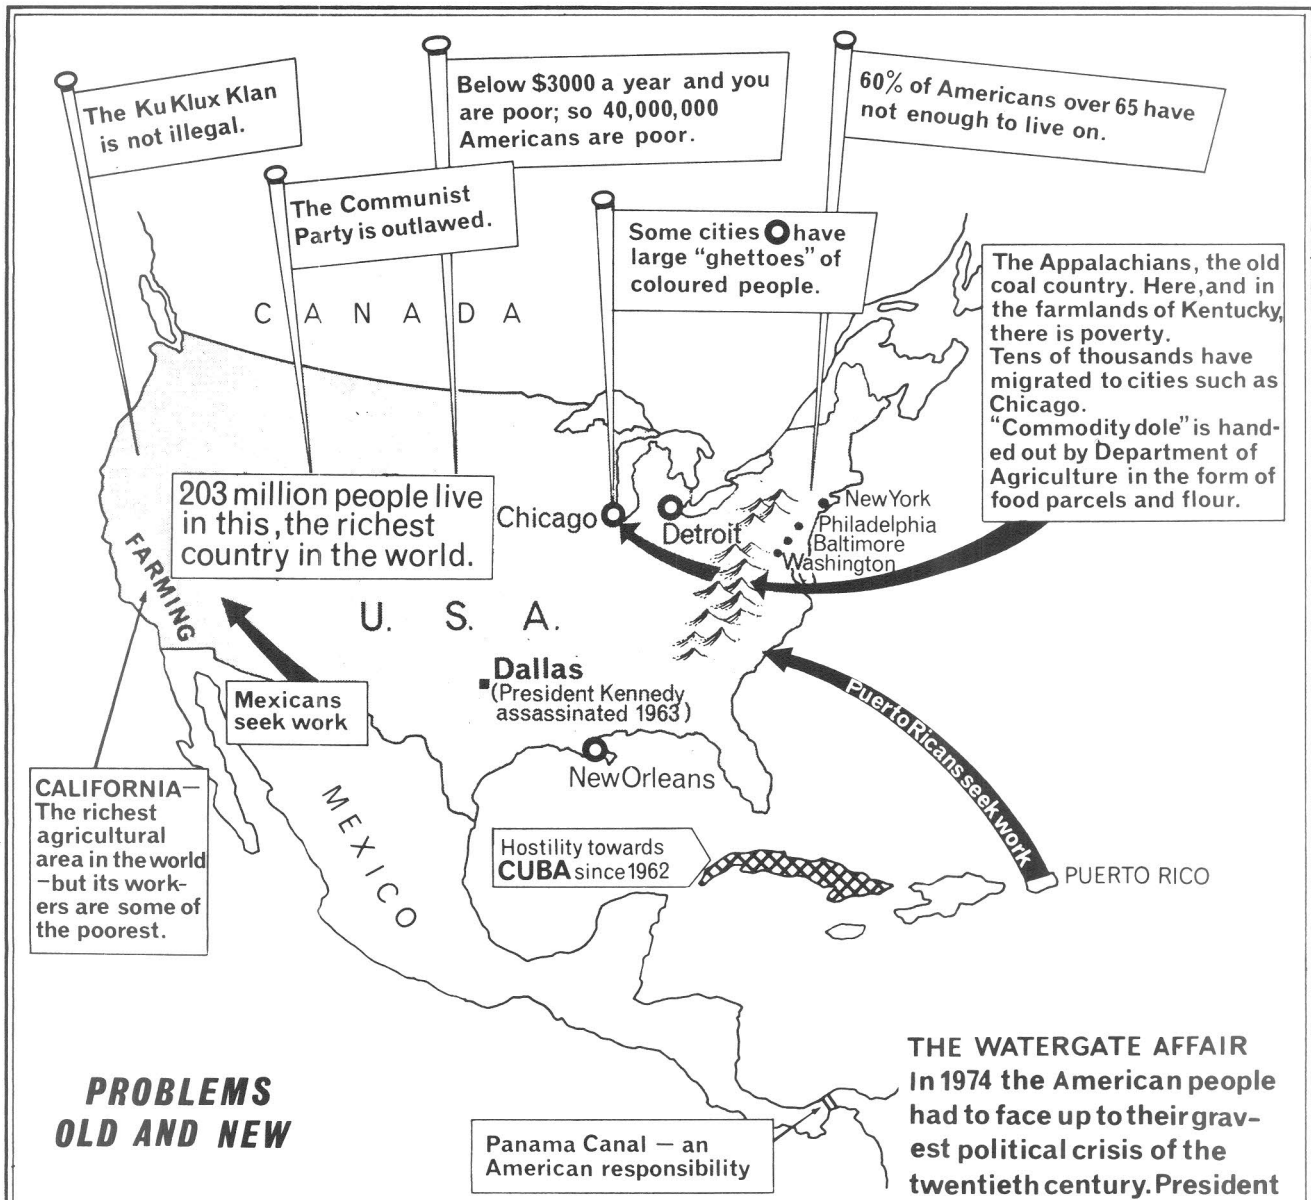 The Ku Klux Klan
is not illegal.
Below $3000 a year and you
are poor; so 40,000,000
Americans are poor.
60% of Americans over 65 have
not enough to live on.
The Communist
Party is outlawed.
Some cities have
large “ghettoes” of
coloured people.
The Appalachians, the old
coal country. Here, and in
the farmlands of Kentucky,
there is poverty.
Tens of thousands have
migrated to cities such as
Chicago.
“Commodity dole” is hand-
ed out by Department of
Agriculture in the form of
food parcels and flour.
CANADA
203 million people live
in this, the richest
country in the world.
Chicago
Detroit
New York
Philadelphia
Baltimore
Washington
FARMING
U. S. A.
Dallas
(President Kennedy
assassinated 1963)
Mexicans
seek work
New Orleans
Puerto Ricans seek work
CALIFORNIA—
The richest
agricultural
area in the world
—but its work-
ers are some of
the poorest.
MEXICO
Hostility towards
CUBA since 1962
PUERTO RICO
PROBLEMS
OLD AND NEW
Panama Canal — an
American responsibility
THE WATERGATE AFFAIR
In 1974 the American people
had to face up to their grav-
est political crisis of the
twentieth century. President